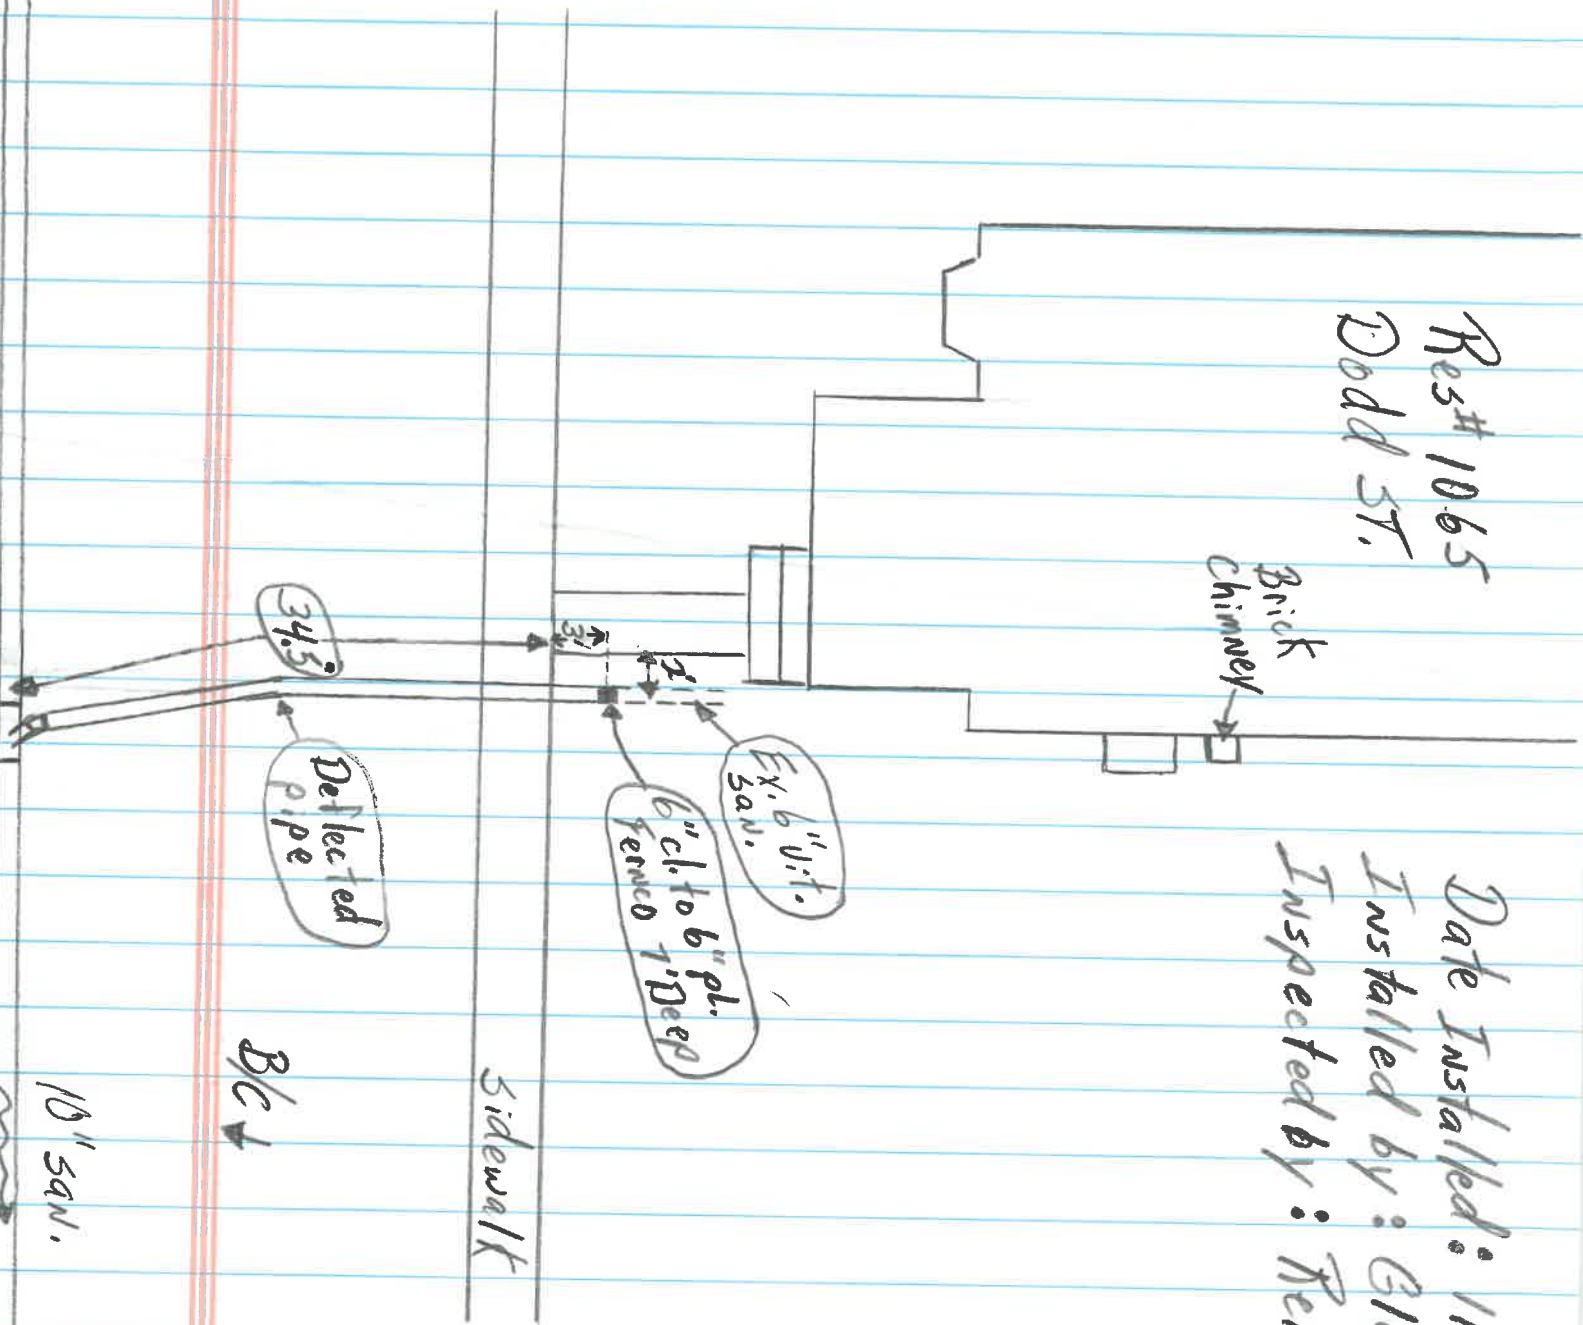 Res# 1065
Dodd ST.
Brick
Chimney
Date Installed:
Installed by:
Inspected by:
Ex. 6" Vit.
San.
6" cl. to 6" pl.
Fernco 7' Deep
3'
2'
34.5'
Deflected
pipe
Sidewalk
B/C
10" SAN.